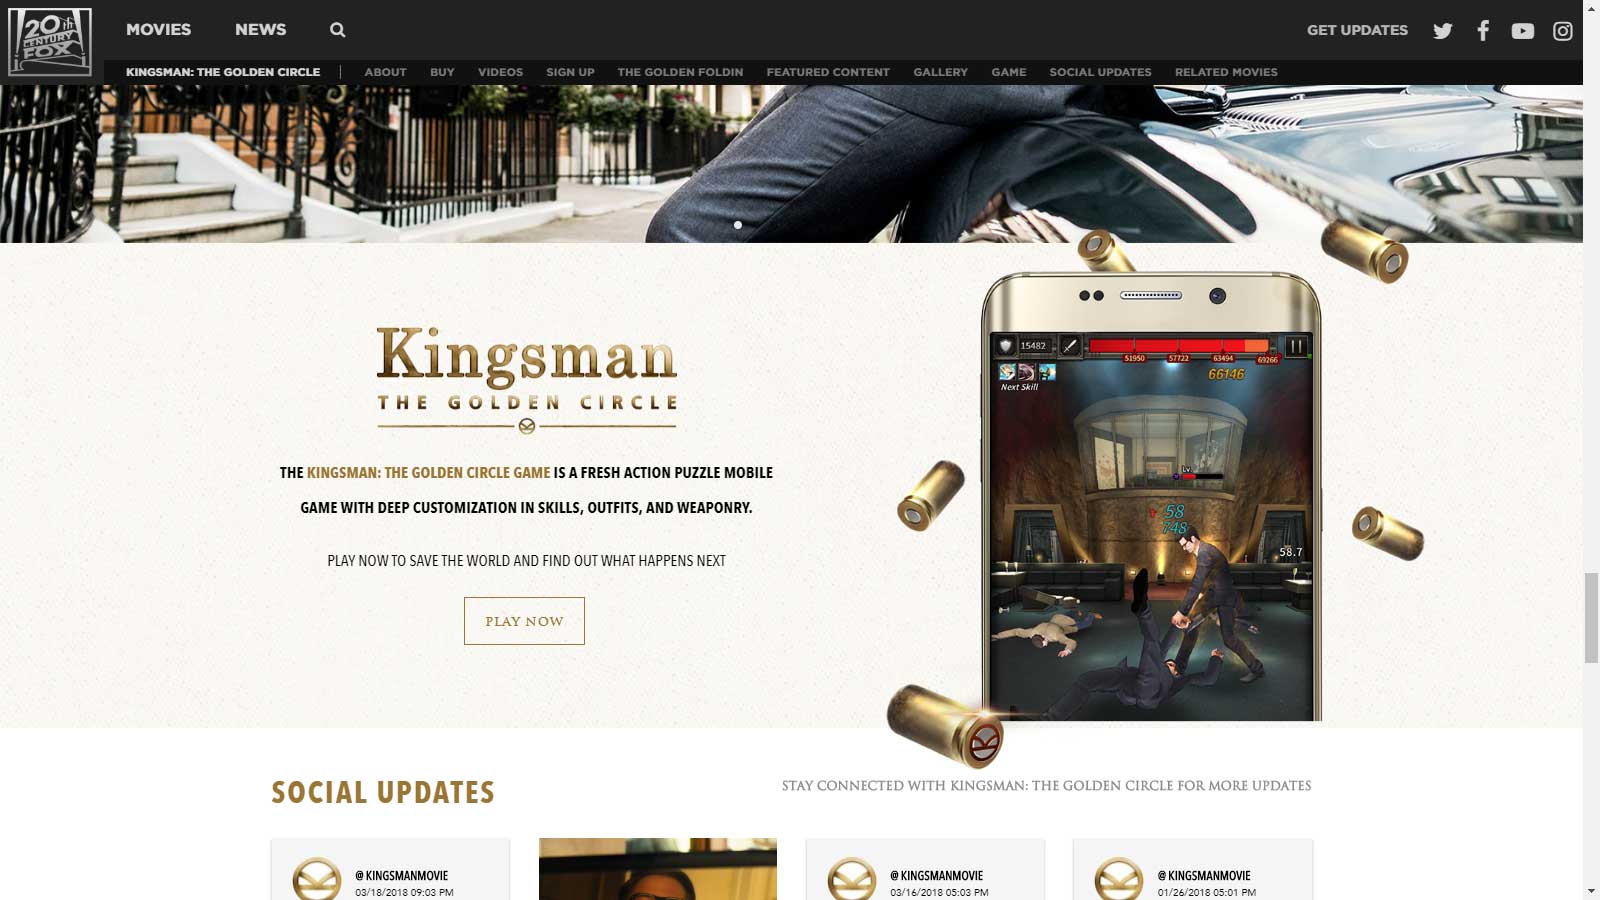 20th
CENTURY
FOX
MOVIES
NEWS
GET UPDATES
KINGSMAN: THE GOLDEN CIRCLE
ABOUT
BUY
VIDEOS
SIGN UP
THE GOLDEN FOLDIN
FEATURED CONTENT
GALLERY
GAME
SOCIAL UPDATES
RELATED MOVIES
Kingsman
THE GOLDEN CIRCLE
THE KINGSMAN: THE GOLDEN CIRCLE GAME IS A FRESH ACTION PUZZLE MOBILE
GAME WITH DEEP CUSTOMIZATION IN SKILLS, OUTFITS, AND WEAPONRY.
PLAY NOW TO SAVE THE WORLD AND FIND OUT WHAT HAPPENS NEXT
PLAY NOW
15482
51950
57722
63494
69266
66146
Next Skill
Lv.
58
748
58.7
SOCIAL UPDATES
STAY CONNECTED WITH KINGSMAN: THE GOLDEN CIRCLE FOR MORE UPDATES
@ KINGSMANMOVIE
03/18/2018 09:03 PM
@ KINGSMANMOVIE
03/16/2018 05:03 PM
@ KINGSMANMOVIE
01/26/2018 05:01 PM